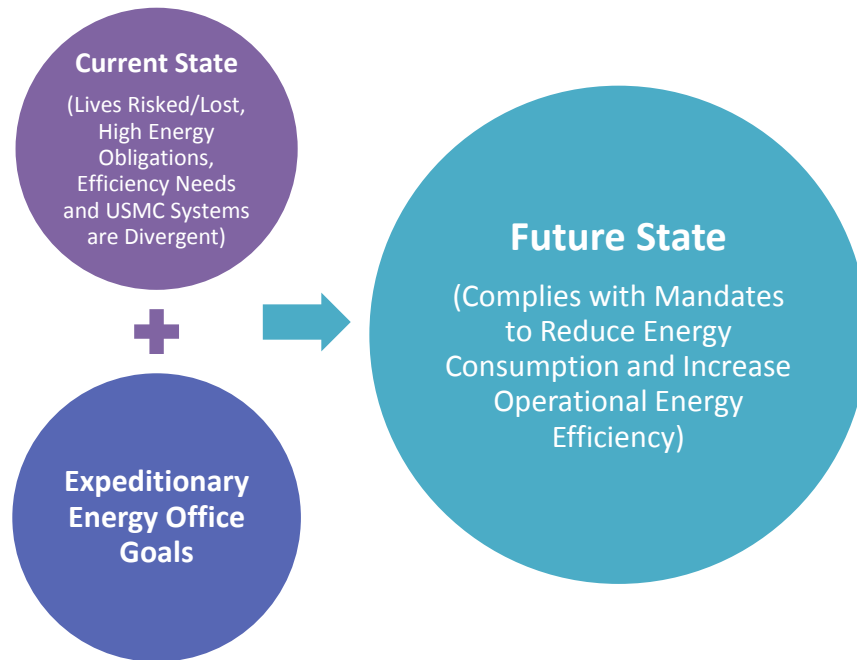 Current State
(Lives Risked/Lost,
High Energy
Obligations,
Efficiency Needs
and USMC Systems
are Divergent)
Expeditionary
Energy Office
Goals
Future State
(Complies with Mandates
to Reduce Energy
Consumption and Increase
Operational Energy
Efficiency)